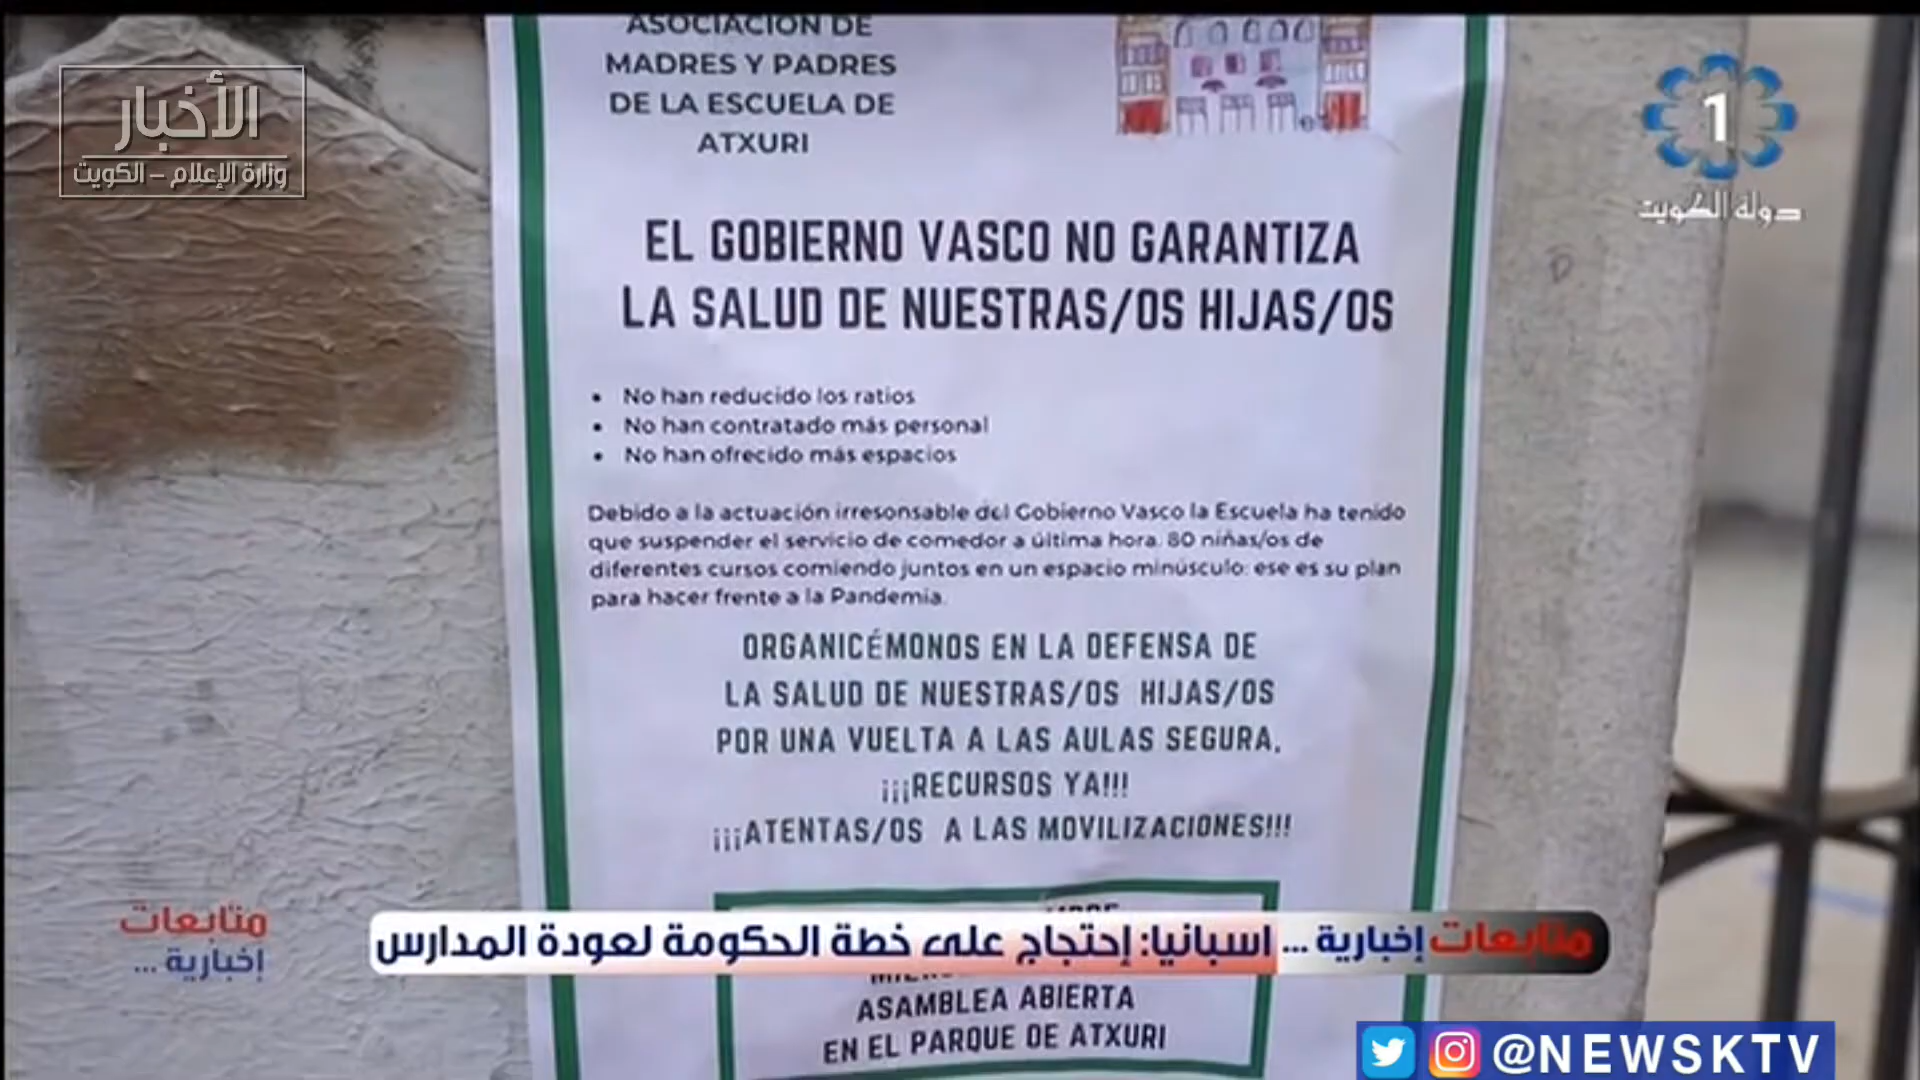 الأخبار
وزارة الإعلام - الكويت
1
دولة الكويت
ASOCIACIÓN DE
MADRES Y PADRES
DE LA ESCUELA DE
ATXURI
EL GOBIERNO VASCO NO GARANTIZA
LA SALUD DE NUESTRAS/OS HIJAS/OS
• No han reducido los ratios
• No han contratado más personal
• No han ofrecido más espacios
Debido a la actuación irresonsable del Gobierno Vasco la Escuela ha tenido
que suspender el servicio de comedor a última hora. 80 niñas/os de
diferentes cursos comiendo juntos en un espacio minúsculo: ese es su plan
para hacer frente a la Pandemia.
ORGANICÉMONOS EN LA DEFENSA DE
LA SALUD DE NUESTRAS/OS HIJAS/OS
POR UNA VUELTA A LAS AULAS SEGURA.
¡¡¡RECURSOS YA!!!
¡¡¡ATENTAS/OS A LAS MOVILIZACIONES!!!
متابعات
إخبارية ...
متابعات إخبارية ... اسبانيا: إحتجاج على خطة الحكومة لعودة المدارس
ASAMBLEA ABIERTA
EN EL PARQUE DE ATXURI
@NEWSKTV